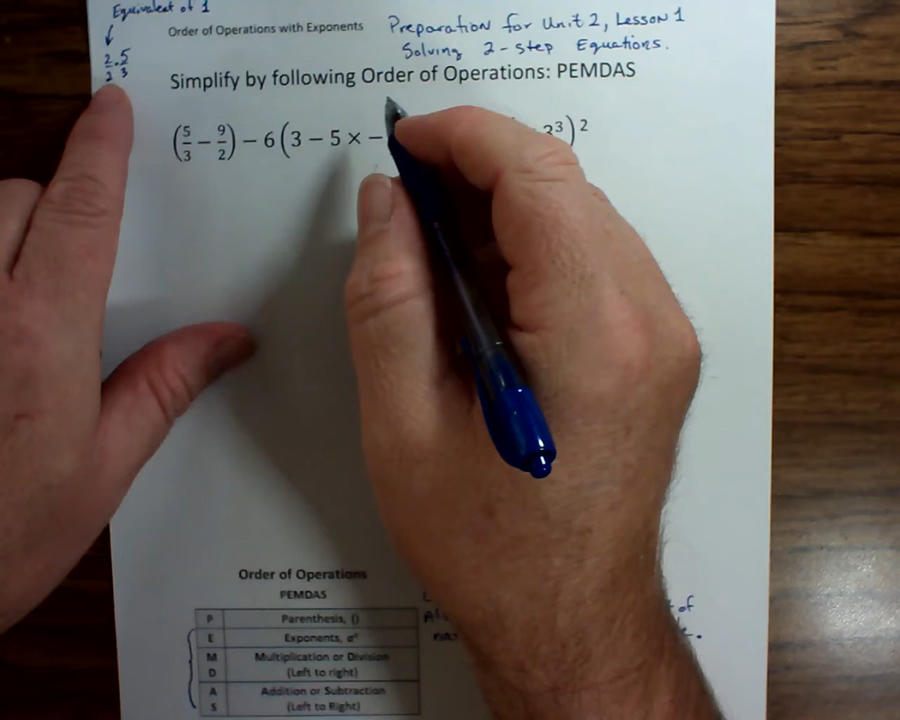 Equivalent of 1
2 · 5
2 3
Order of Operations with Exponents
Preparation for Unit 2, Lesson 1
Solving 2-step Equations.
Simplify by following Order of Operations: PEMDAS
(5/3 − 9/2) − 6 (3 − 5 × − 3³)²
Order of Operations
PEMDAS
P Parenthesis, ()
E Exponents, aˣ
M Multiplication or Division
D (Left to right)
A Addition or Subtraction
S (Left to Right)
of